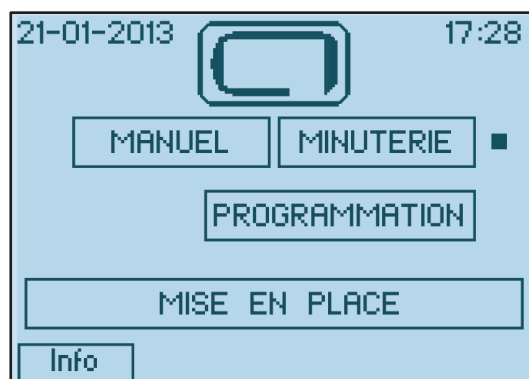 21-01-2013 17:28
MANUEL MINUTERIE
PROGRAMMATION
MISE EN PLACE
Info